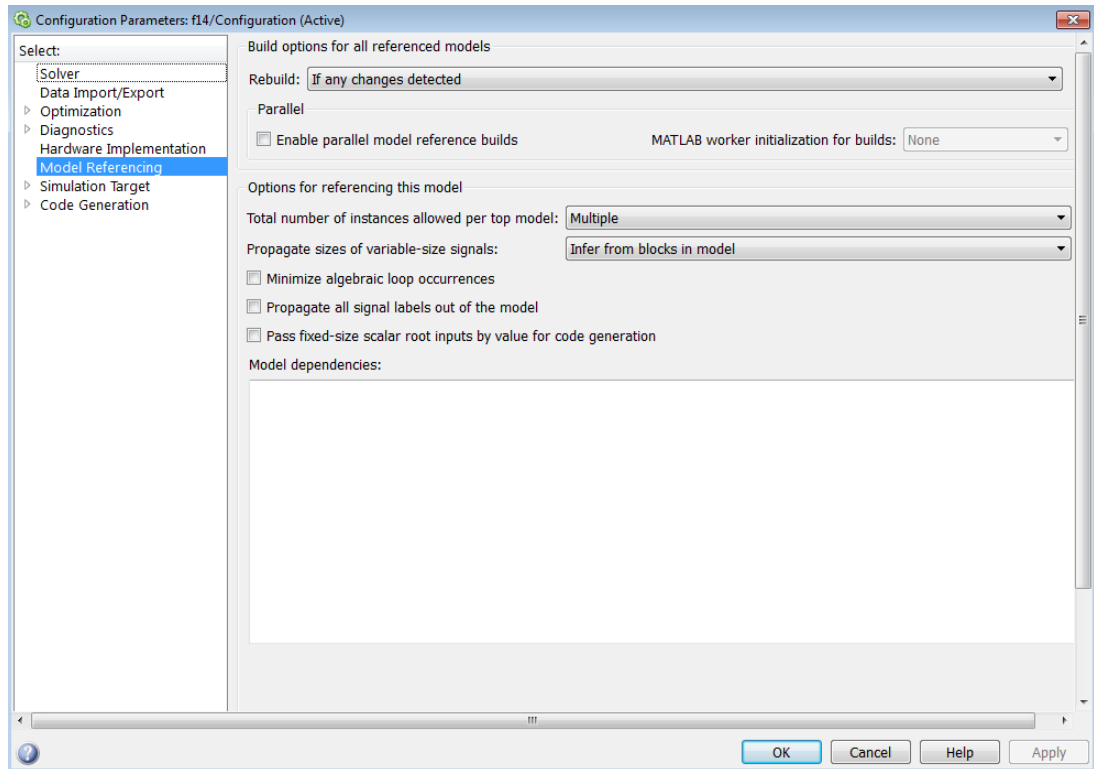 Configuration Parameters: f14/Configuration (Active)
Select:
Solver
Data Import/Export
Optimization
Diagnostics
Hardware Implementation
Model Referencing
Simulation Target
Code Generation
Build options for all referenced models
Rebuild: If any changes detected
Parallel
Enable parallel model reference builds MATLAB worker initialization for builds: None
Options for referencing this model
Total number of instances allowed per top model: Multiple
Propagate sizes of variable-size signals: Infer from blocks in model
Minimize algebraic loop occurrences
Propagate all signal labels out of the model
Pass fixed-size scalar root inputs by value for code generation
Model dependencies:
OK Cancel Help Apply